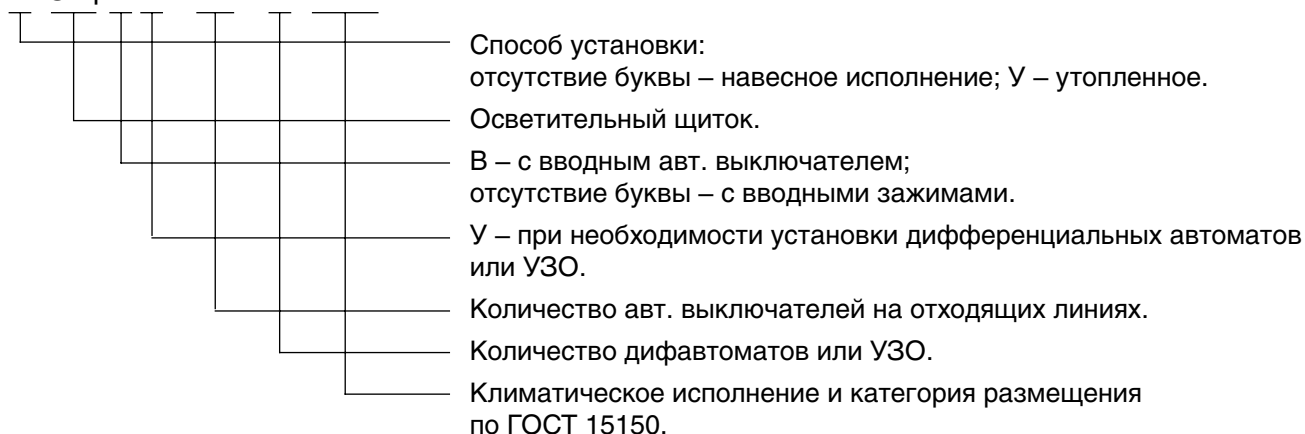 Способ установки:
отсутствие буквы – навесное исполнение; У – утопленное.
Осветительный щиток.
В – с вводным авт. выключателем;
отсутствие буквы – с вводными зажимами.
У – при необходимости установки дифференциальных автоматов
или УЗО.
Количество авт. выключателей на отходящих линиях.
Количество дифавтоматов или УЗО.
Климатическое исполнение и категория размещения
по ГОСТ 15150.